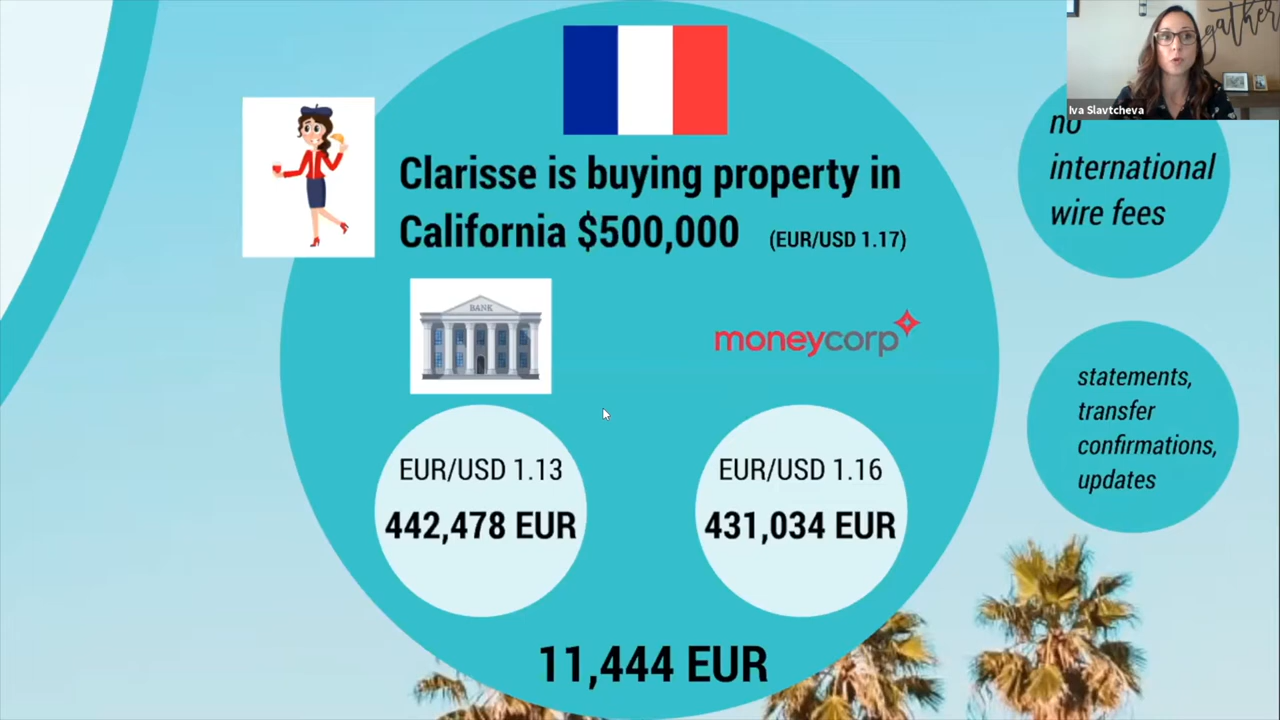 Clarisse is buying property in
California $500,000 (EUR/USD 1.17)
BANK
moneycorp
EUR/USD 1.13
442,478 EUR
EUR/USD 1.16
431,034 EUR
11,444 EUR
gather
Iva Slavtcheva
no
international
wire fees
statements,
transfer
confirmations,
updates